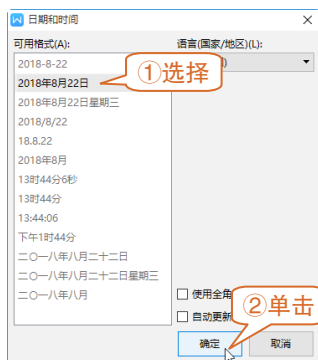 日期和时间
可用格式(A):
语言(国家/地区)(L):
2018-8-22
2018年8月22日
①选择
2018年8月22日星期三
2018/8/22
18.8.22
2018年8月
13时44分6秒
13时44分
13:44:06
下午1时44分
二○一八年八月二十二日
二○一八年八月二十二日星期三
二○一八年八月
使用全角
自动更新
②单击
确定
取消